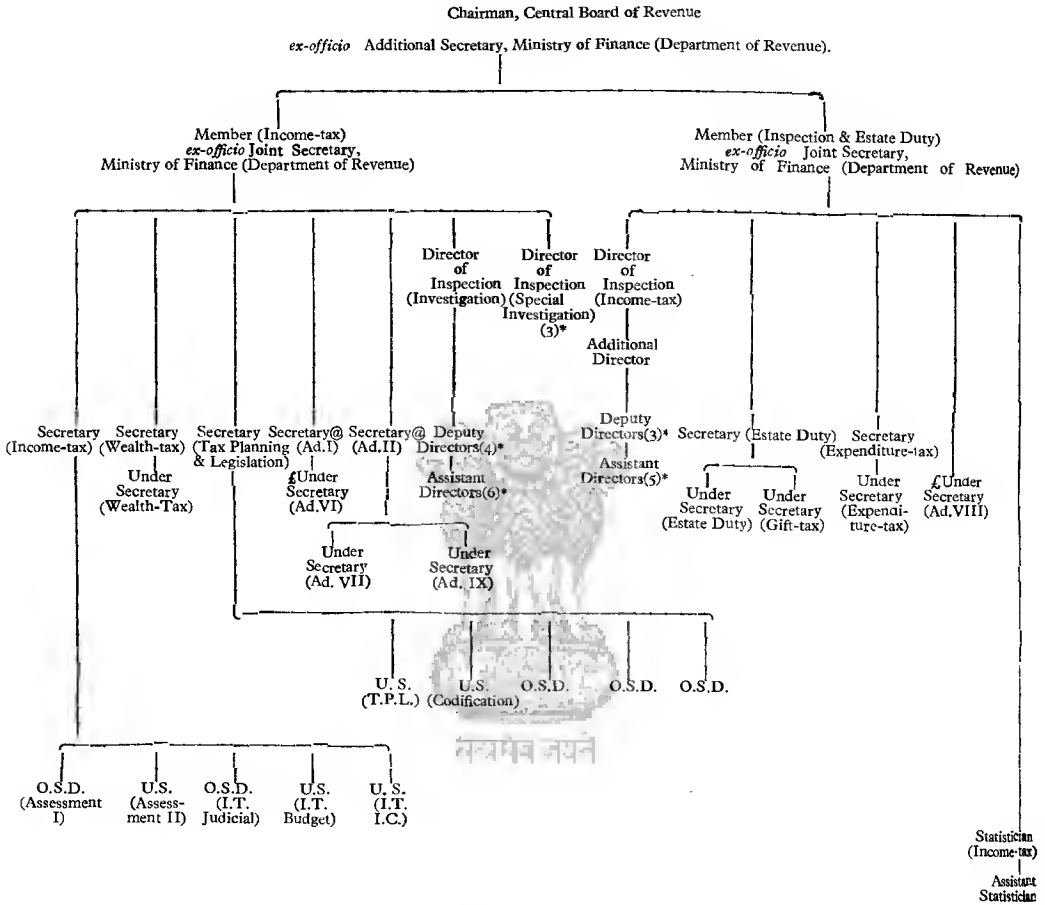 Chairman, Central Board of Revenue
ex-officio Additional Secretary, Ministry of Finance (Department of Revenue).
Member (Income-tax)
ex-officio Joint Secretary,
Ministry of Finance (Department of Revenue)
Member (Inspection & Estate Duty)
ex-officio Joint Secretary,
Ministry of Finance (Department of Revenue)
Director
of
Inspection
(Investigation)
Director
of
Inspection
(Special
Investigation)
(3)*
Director
of
Inspection
(Income-tax)
Additional
Director
Secretary
(Income-tax)
Secretary
(Wealth-tax)
Under
Secretary
(Wealth-Tax)
Secretary
(Tax Planning
& Legislation)
Secretary@
(Ad.I)
£Under
Secretary
(Ad.VI)
Secretary@
(Ad.II)
Deputy
Directors(4)*
Assistant
Directors(6)*
Deputy
Directors(3)*
Assistant
Directors(5)*
Secretary (Estate Duty)
Secretary
(Expenditure-tax)
Under
Secretary
(Estate Duty)
Under
Secretary
(Gift-tax)
Under
Secretary
(Expendi-
ture-tax)
£Under
Secretary
(Ad.VIII)
Under
Secretary
(Ad. VII)
Under
Secretary
(Ad. IX)
U. S.
(T.P.L.)
U.S.
(Codification)
O.S.D.
O.S.D.
O.S.D.
सत्यमेव जयते
O.S.D.
(Assessment
I)
U.S.
(Assess-
ment II)
O.S.D.
(I.T.
Judicial)
U.S.
(I.T.
Budget)
U. S.
(I.T.
I.C.)
Statistician
(Income-tax)
Assistant
Statistician